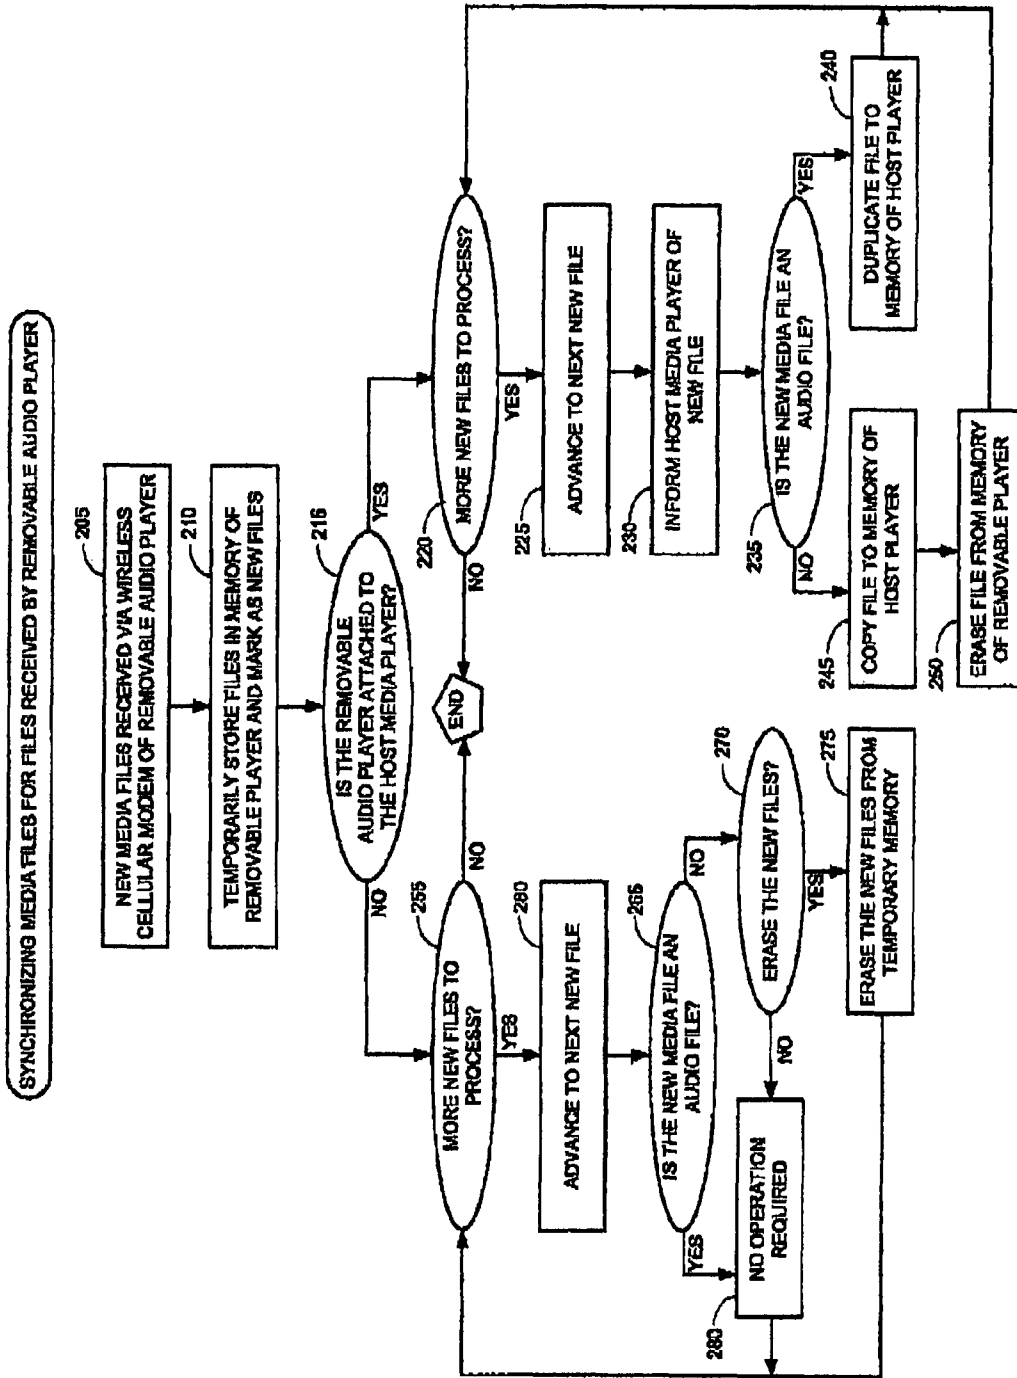 SYNCHRONIZING MEDIA FILES FOR FILES RECEIVED BY REMOVABLE AUDIO PLAYER
205
NEW MEDIA FILES RECEIVED VIA WIRELESS
CELLULAR MODEM OF REMOVABLE AUDIO PLAYER
210
TEMPORARILY STORE FILES IN MEMORY OF
REMOVABLE PLAYER AND MARK AS NEW FILES
216
IS THE REMOVABLE
AUDIO PLAYER ATTACHED TO
THE HOST MEDIA PLAYER?
NO
YES
255
MORE NEW FILES TO
PROCESS?
NO
YES
END
220
MORE NEW FILES TO PROCESS?
NO
YES
260
ADVANCE TO NEXT NEW FILE
225
ADVANCE TO NEXT NEW FILE
265
IS THE NEW MEDIA FILE AN
AUDIO FILE?
YES
NO
230
INFORM HOST MEDIA PLAYER OF
NEW FILE
280
NO OPERATION
REQUIRED
270
ERASE THE NEW FILES?
NO
YES
235
IS THE NEW MEDIA FILE AN
AUDIO FILE?
NO
YES
275
ERASE THE NEW FILES FROM
TEMPORARY MEMORY
245
COPY FILE TO MEMORY OF
HOST PLAYER
240
DUPLICATE FILE TO
MEMORY OF HOST PLAYER
250
ERASE FILE FROM MEMORY
OF REMOVABLE PLAYER